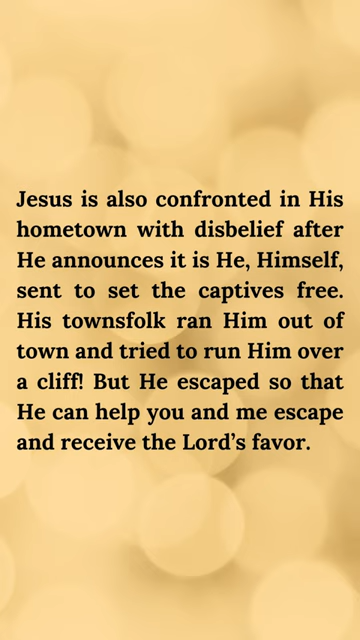 Jesus is also confronted in His
hometown with disbelief after
He announces it is He, Himself,
sent to set the captives free.
His townsfolk ran Him out of
town and tried to run Him over
a cliff! But He escaped so that
He can help you and me escape
and receive the Lord’s favor.